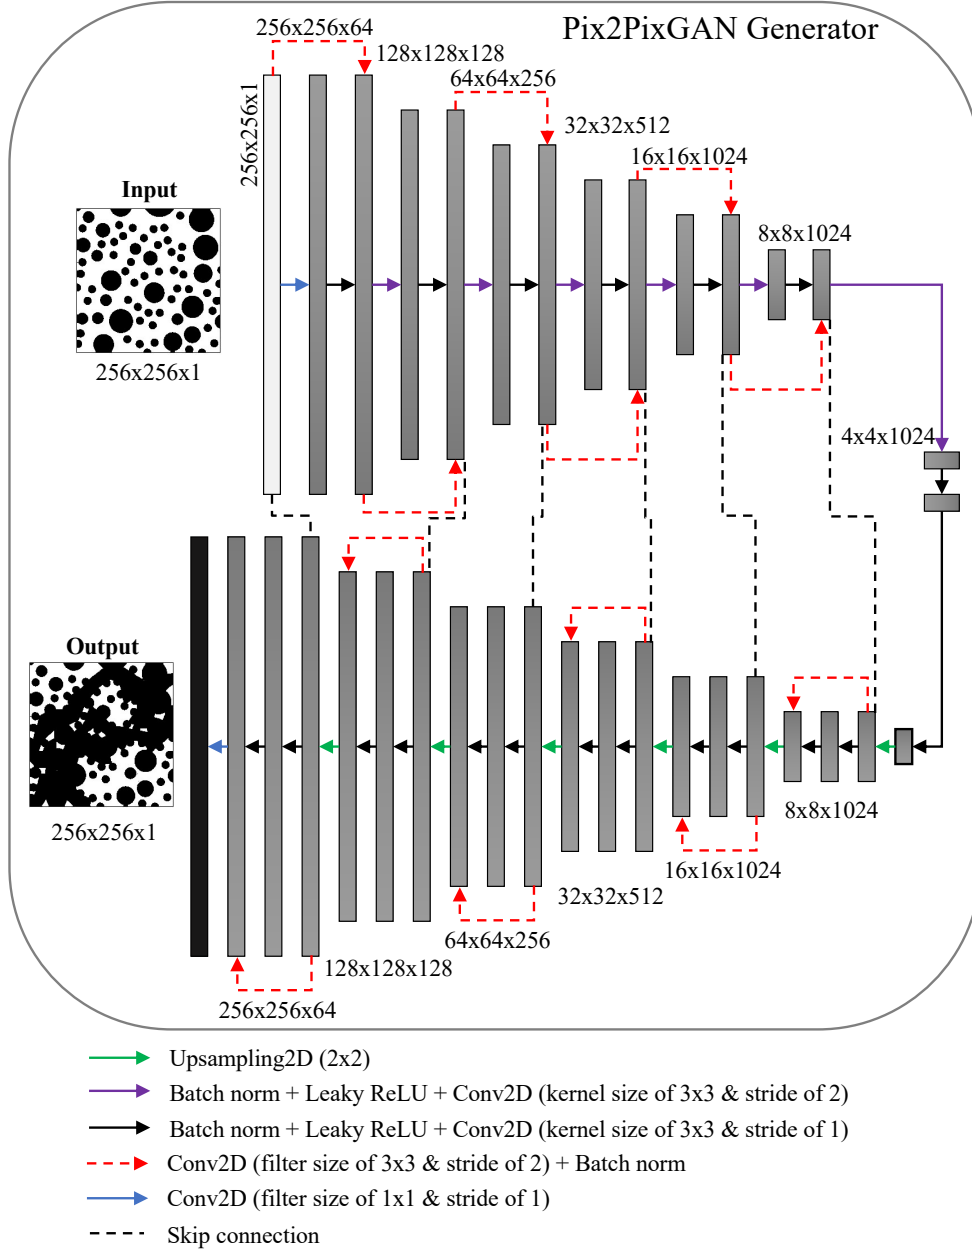 Pix2PixGAN Generator
256x256x64
128x128x128
64x64x256
32x32x512
16x16x1024
8x8x1024
256x256x1
Input
256x256x1
4x4x1024
Output
256x256x1
8x8x1024
16x16x1024
32x32x512
64x64x256
128x128x128
256x256x64
Upsampling2D (2x2)
Batch norm + Leaky ReLU + Conv2D (kernel size of 3x3 & stride of 2)
Batch norm + Leaky ReLU + Conv2D (kernel size of 3x3 & stride of 1)
Conv2D (filter size of 3x3 & stride of 2) + Batch norm
Conv2D (filter size of 1x1 & stride of 1)
Skip connection